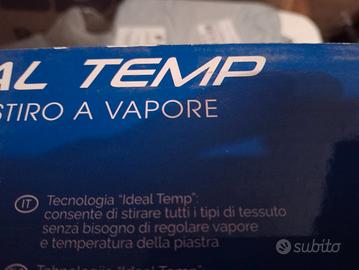 AL TEMP
STIRO A VAPORE
IT Tecnologia “Ideal Temp”:
consente di stirare tutti i tipi di tessuto
senza bisogno di regolare vapore
e temperatura della piastra
subito